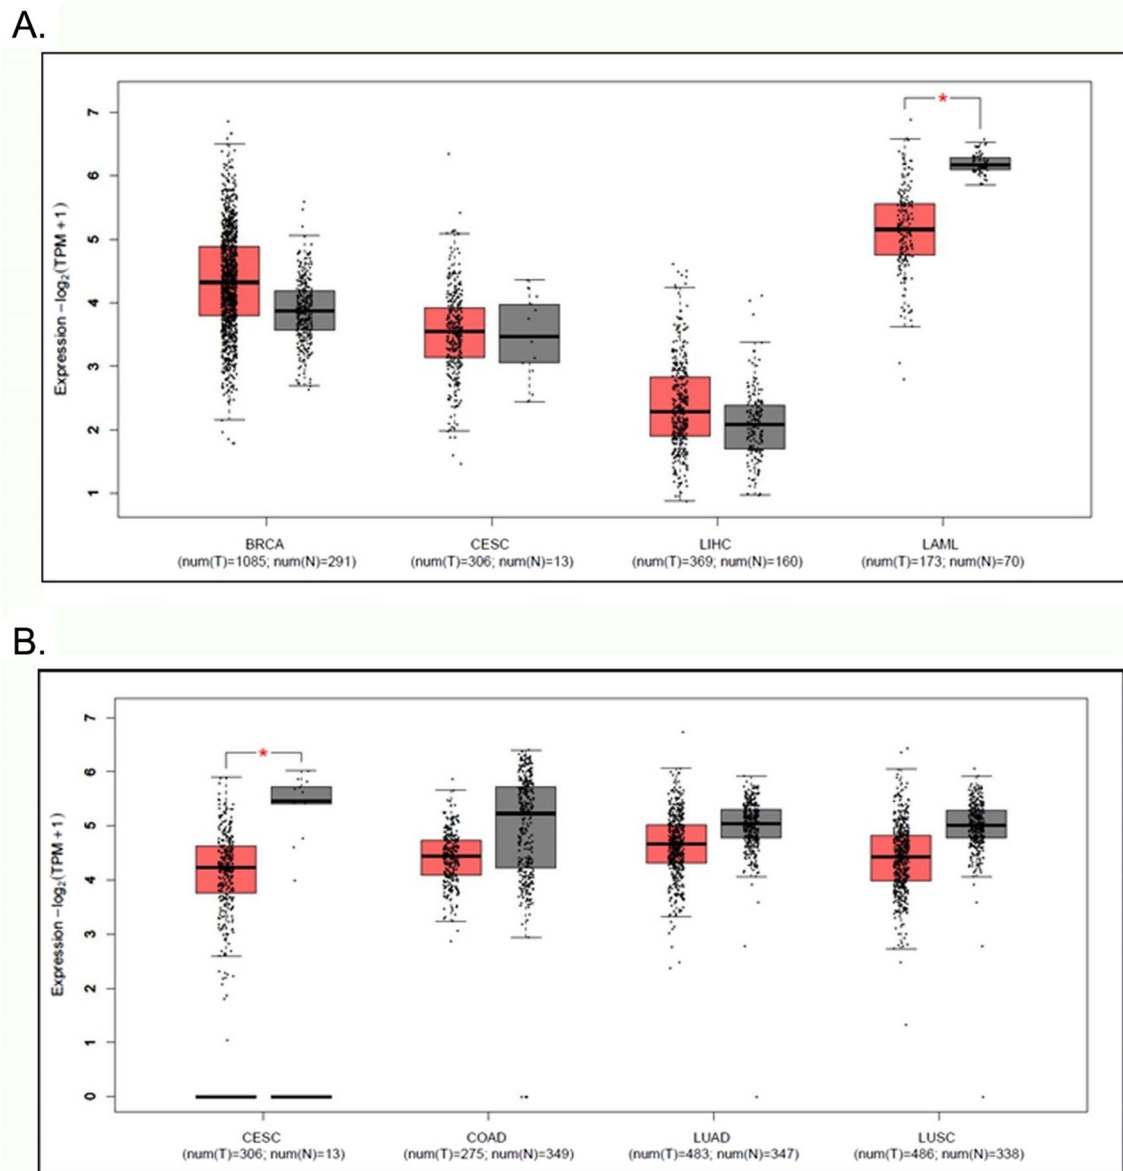 A.
Expression – log₂(TPM + 1)
7
6
5
4
3
2
1
*
BRCA
(num(T)=1085; num(N)=291)
CESC
(num(T)=306; num(N)=13)
LIHC
(num(T)=369; num(N)=160)
LAML
(num(T)=173; num(N)=70)
B.
Expression – log₂(TPM + 1)
7
6
5
4
3
2
1
0
*
CESC
(num(T)=306; num(N)=13)
COAD
(num(T)=275; num(N)=349)
LUAD
(num(T)=483; num(N)=347)
LUSC
(num(T)=486; num(N)=338)